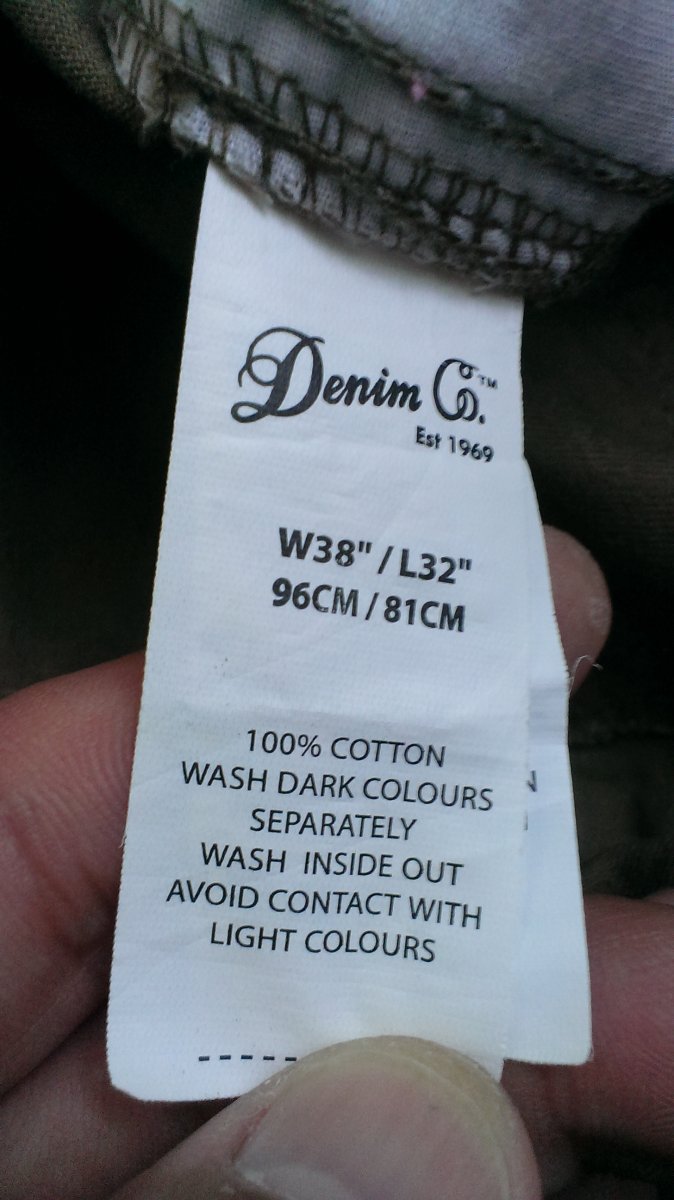 Denim Co.™
Est 1969
W38" / L32"
96CM / 81CM
100% COTTON
WASH DARK COLOURS
SEPARATELY
WASH INSIDE OUT
AVOID CONTACT WITH
LIGHT COLOURS